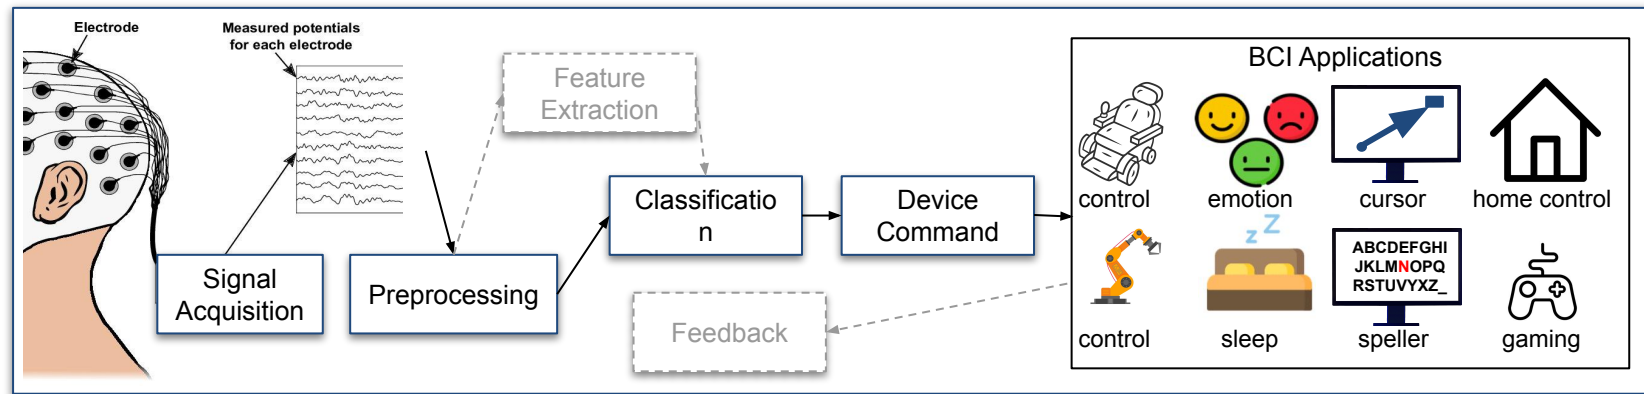 Electrode
Measured potentials
for each electrode
Signal
Acquisition
Preprocessing
Feature
Extraction
Classificatio
n
Device
Command
Feedback
BCI Applications
control
emotion
cursor
home control
z Z
ABCDEFGHI
JKLMNOPQ
RSTUVYXZ_
control
sleep
speller
gaming